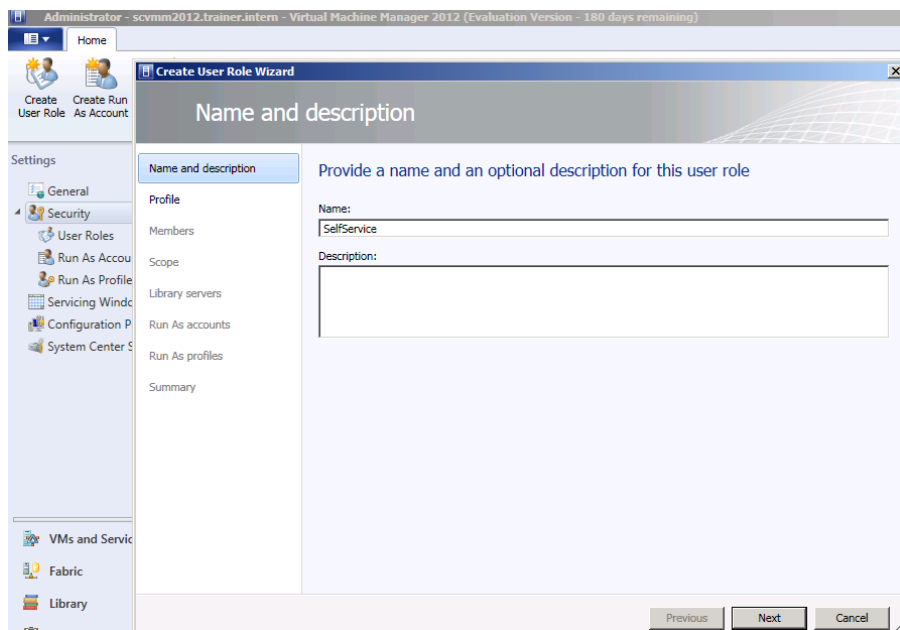 Administrator - scvmm2012.trainer.intern - Virtual Machine Manager 2012 (Evaluation Version - 180 days remaining)
Home
Create User Role
Create Run As Account
Settings
General
Security
User Roles
Run As Accou
Run As Profile
Servicing Windo
Configuration P
System Center S
VMs and Servic
Fabric
Library
Create User Role Wizard
Name and description
Name and description
Profile
Members
Scope
Library servers
Run As accounts
Run As profiles
Summary
Provide a name and an optional description for this user role
Name:
SelfService
Description:
Previous
Next
Cancel